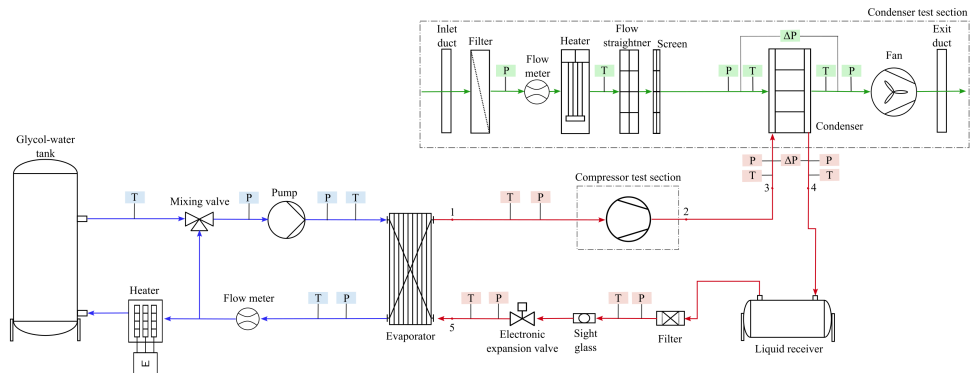 Condenser test section
Inlet
duct
Filter
Flow
meter
Heater
Flow
straightner
Screen
ΔP
Fan
Exit
duct
P
T
P
T
T
P
Condenser
Glycol-water
tank
P
ΔP
P
T
T
3
4
Compressor test section
T
Mixing valve
P
Pump
P
T
1
T
P
2
Heater
Flow meter
T
P
Evaporator
5
T
P
Electronic
expansion valve
Sight
glass
T
P
Filter
Liquid receiver
E